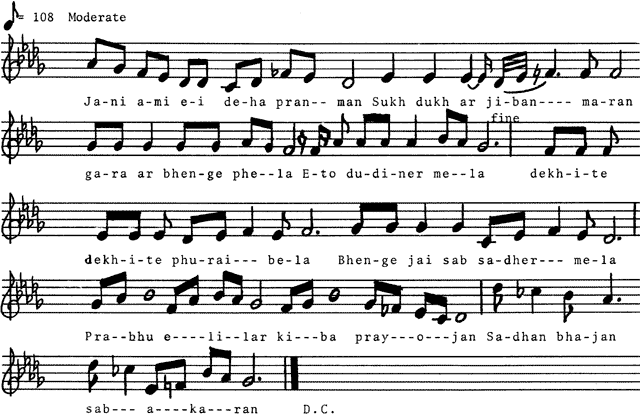 = 108 Moderate
Ja-ni a-mi e-i de-ha pran-- man Sukh dukh ar ji-ban---- ma-ran
fine
ga-ra ar bhen-ge phe--la E-to du-di-ner me--la dekh-i-te
dekh-i-te phu-rai--- be-la Bhen-ge jai sab sa-dher--- me-la
Pra--bhu e----li--lar ki---ba pray---o---jan Sa-dhan bha-jan
sab--- a----ka--ran D.C.